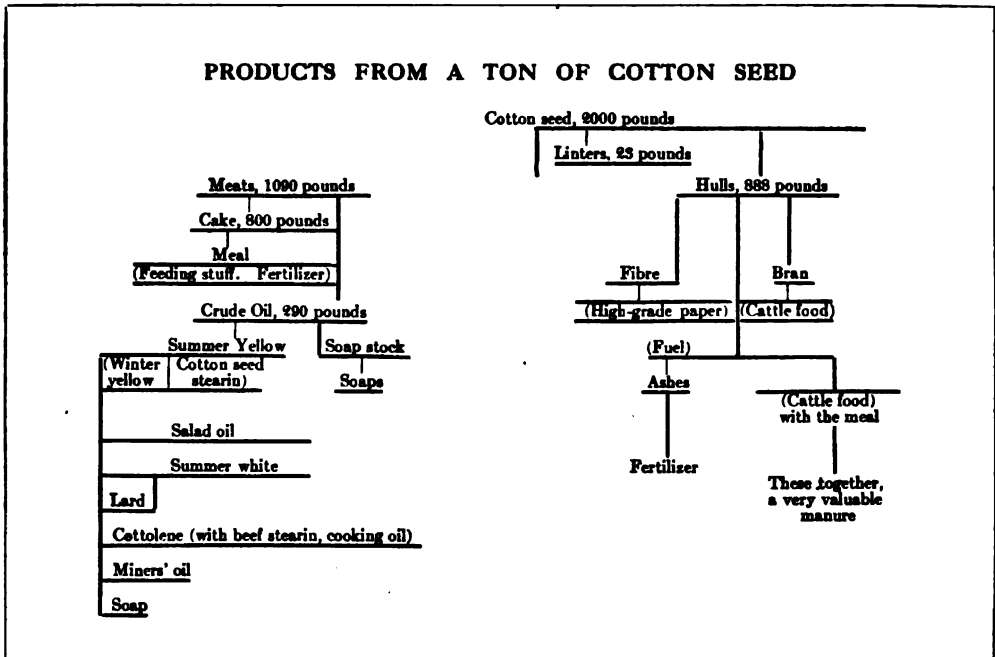 PRODUCTS FROM A TON OF COTTON SEED
Cotton seed, 2000 pounds
Linters, 23 pounds
Meats, 1090 pounds
Cake, 800 pounds
Meal
(Feeding stuff. Fertilizer)
Crude Oil, 290 pounds
Summer Yellow
(Winter
yellow
Cotton seed
stearin)
Soap stock
Soaps
Salad oil
Summer white
Lard
Cottolene (with beef stearin, cooking oil)
Miners' oil
Soap
Hulls, 888 pounds
Fibre
(High-grade paper)
Bran
(Cattle food)
(Fuel)
Ashes
Fertilizer
(Cattle food)
with the meal
These together,
a very valuable
manure